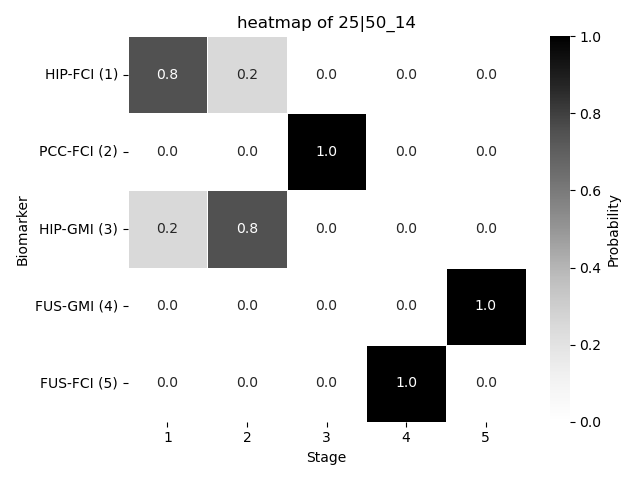 heatmap of 25|50_14
HIP-FCI (1)
0.8 0.2 0.0 0.0 0.0
PCC-FCI (2)
0.0 0.0 1.0 0.0 0.0
HIP-GMI (3)
0.2 0.8 0.0 0.0 0.0
FUS-GMI (4)
0.0 0.0 0.0 0.0 1.0
FUS-FCI (5)
0.0 0.0 0.0 1.0 0.0
Biomarker
1 2 3 4 5
Stage
1.0
0.8
0.6
0.4
0.2
0.0
Probability